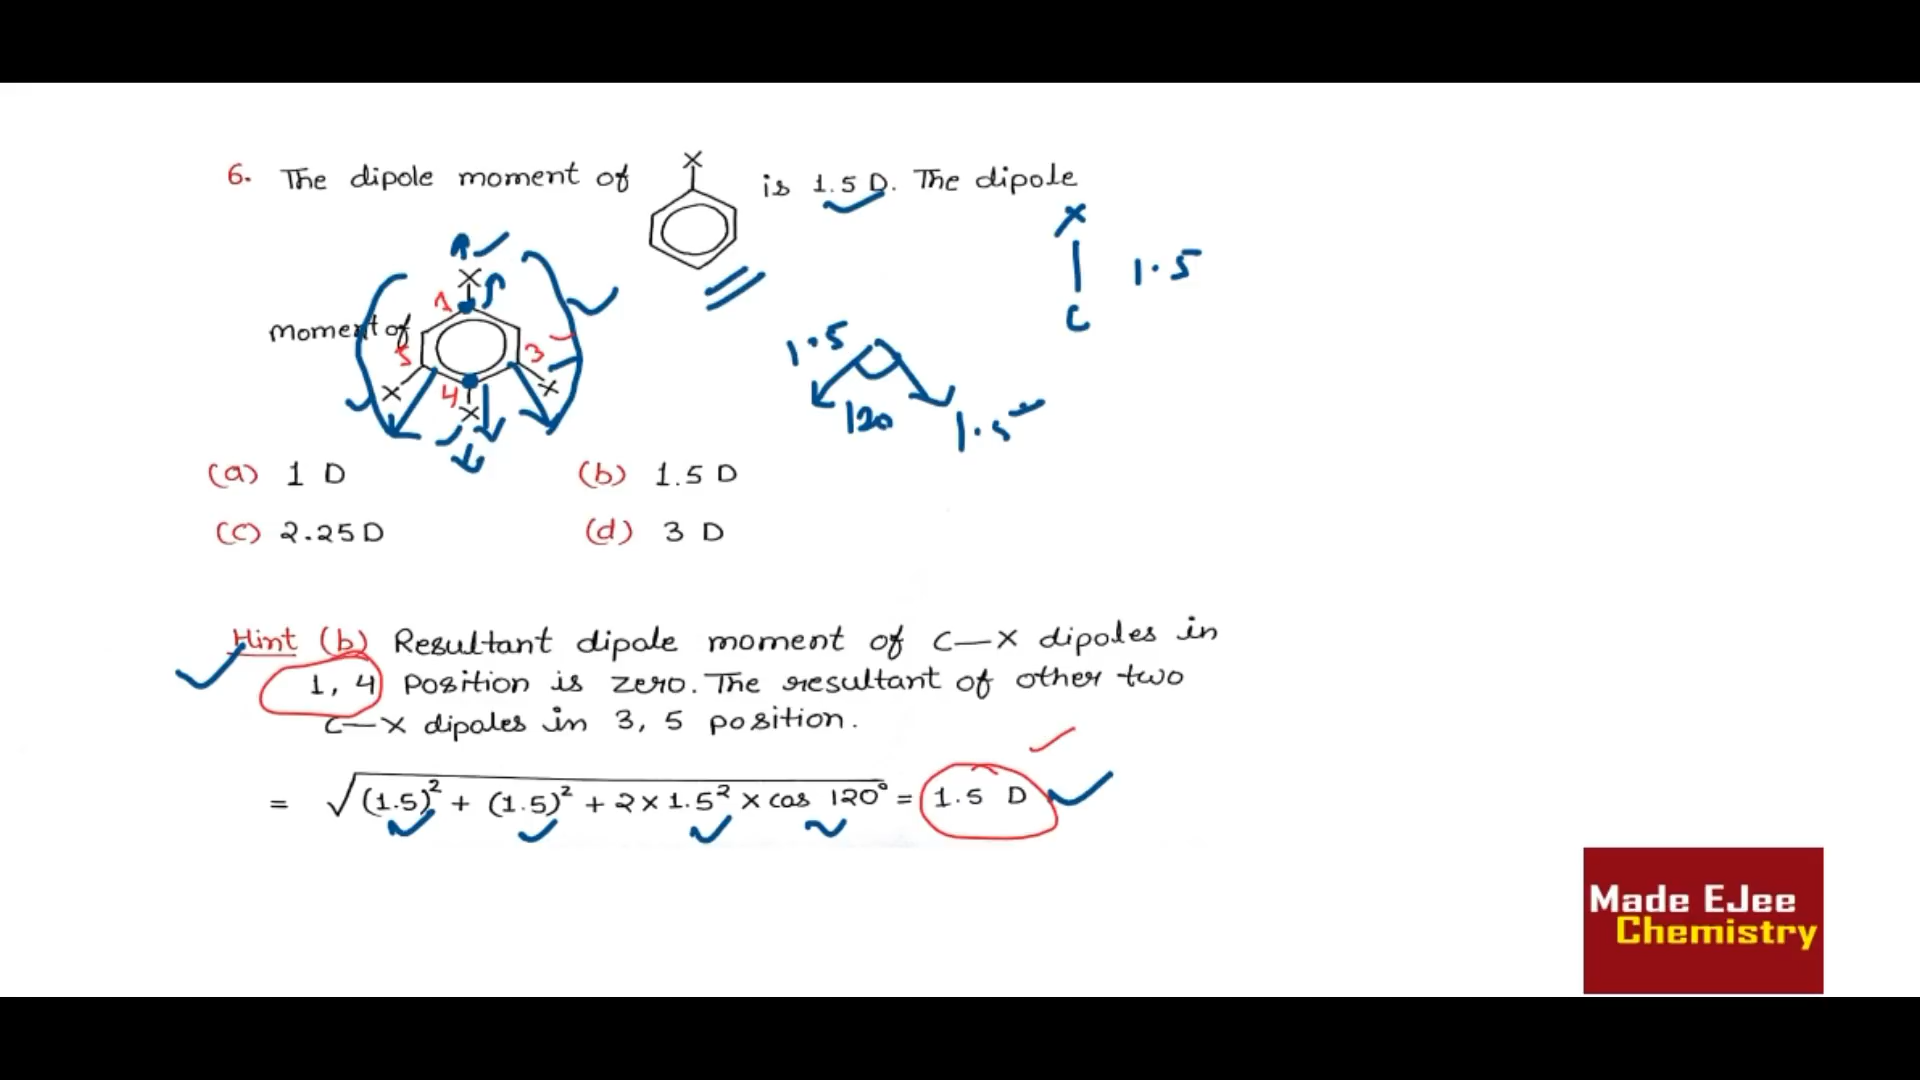 X
6. The dipole moment of is 1.5 D. The dipole
X
1.5
C
X
1
moment of
5
3
X
4
X
X
1.5
120
1.5
(a) 1 D (b) 1.5 D
(c) 2.25 D (d) 3 D
Hint (b) Resultant dipole moment of C—X dipoles in
1, 4 position is zero. The resultant of other two
C—X dipoles in 3, 5 position.
= √(1.5)² + (1.5)² + 2 x 1.5² x cos 120° = 1.5 D
Made EJee
Chemistry